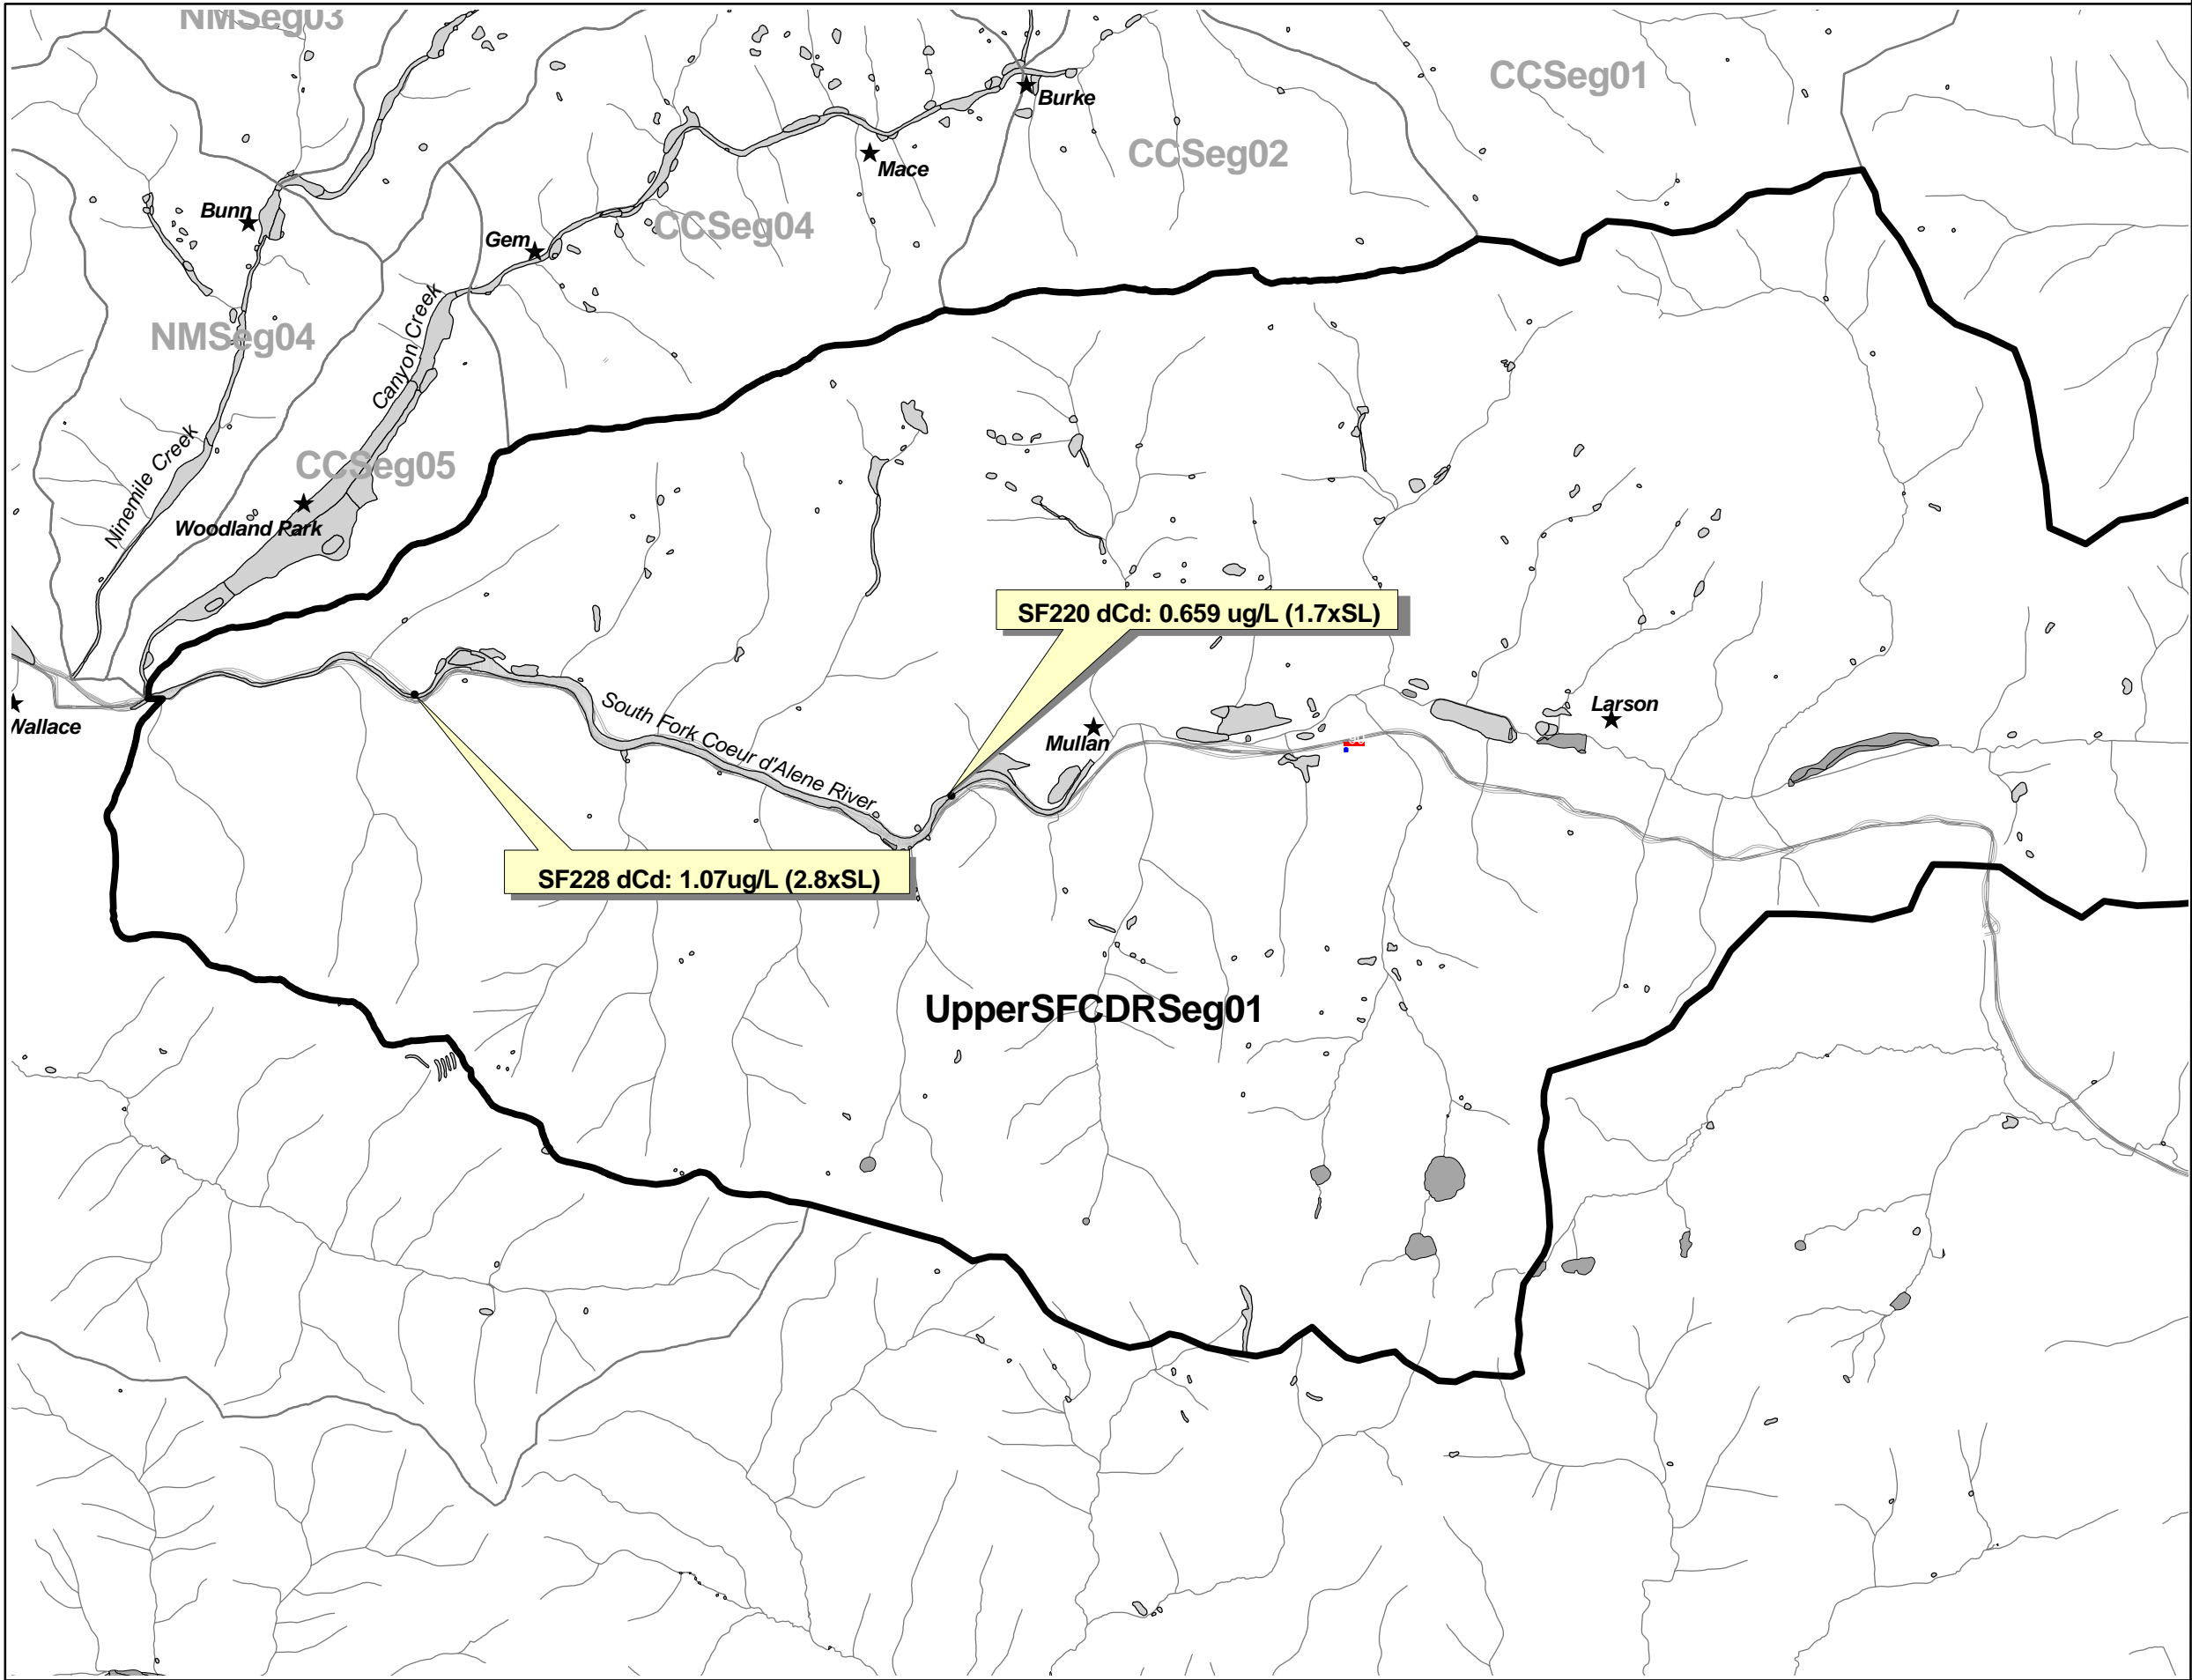 NMSeg03
CCSeg01
Burke
CCSeg02
Mace
Bunn
CCSeg04
Gem
Canyon Creek
NMSeg04
Ninemile Creek
CCSeg05
Woodland Park
SF220 dCd: 0.659 ug/L (1.7xSL)
Wallace
South Fork Coeur d'Alene River
Larson
Mullan
SF228 dCd: 1.07ug/L (2.8xSL)
UpperSFCDRSeg01